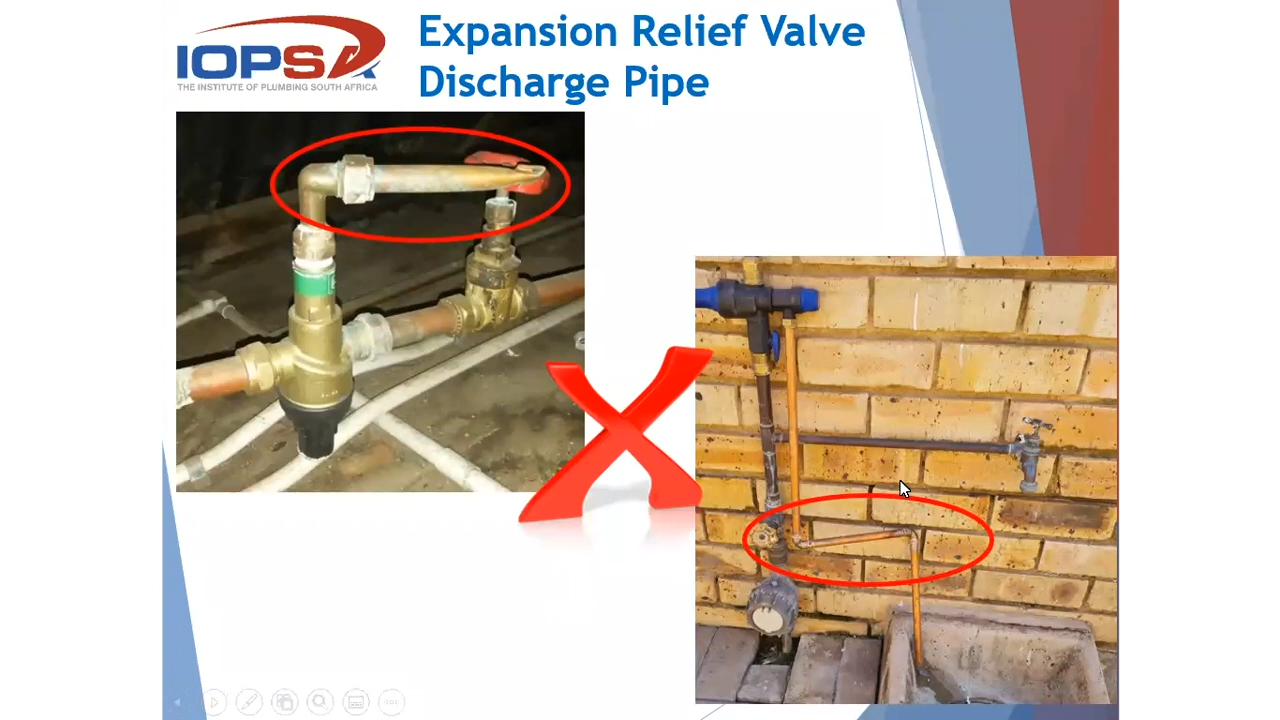 IOPSA
THE INSTITUTE OF PLUMBING SOUTH AFRICA
Expansion Relief Valve
Discharge Pipe